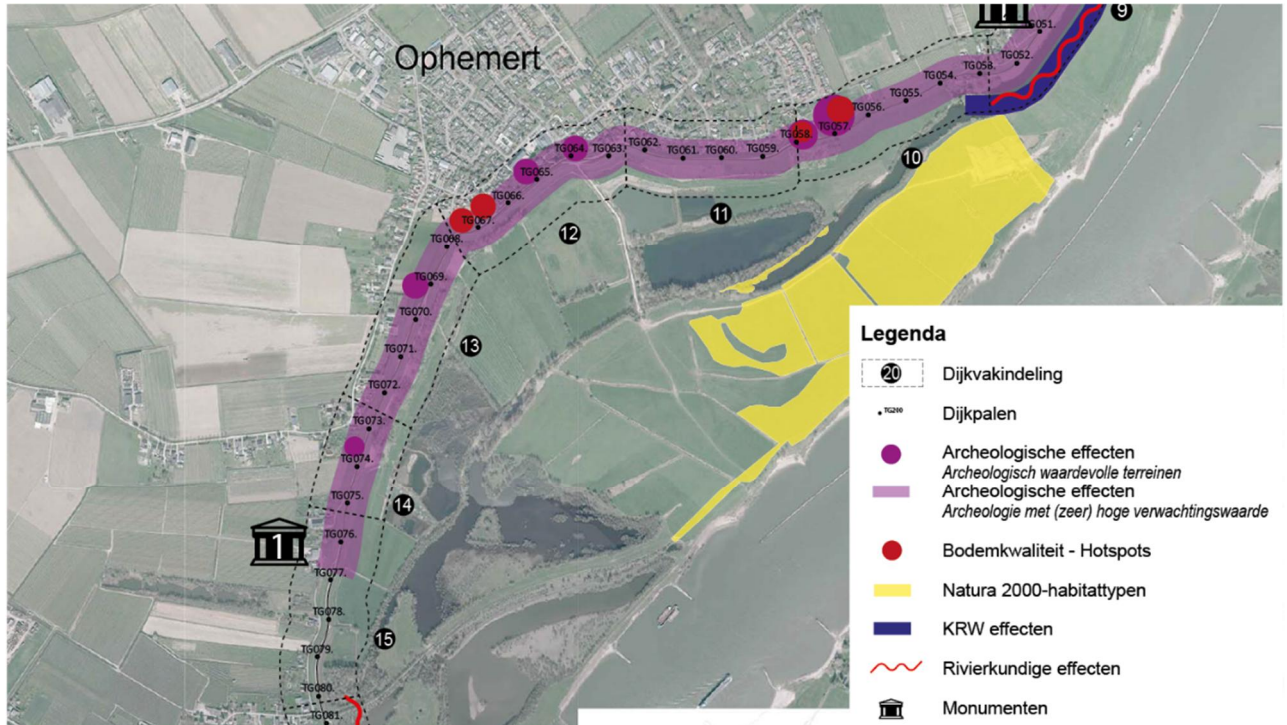 Ophemert
9
TG051.
TG052.
TG053.
TG054.
TG055.
TG056.
TG057.
TG058.
TG059.
TG060.
TG061.
TG062.
TG063.
TG064.
TG065.
TG066.
TG067.
TG068.
TG069.
TG070.
TG071.
TG072.
TG073.
TG074.
TG075.
TG076.
TG077.
TG078.
TG079.
TG080.
TG081.
10
11
12
13
14
15
1
Legenda
20 Dijkvakindeling
TG200 Dijkpalen
Archeologische effecten
Archeologisch waardevolle terreinen
Archeologische effecten
Archeologie met (zeer) hoge verwachtingswaarde
Bodemkwaliteit - Hotspots
Natura 2000-habitattypen
KRW effecten
Rivierkundige effecten
Monumenten